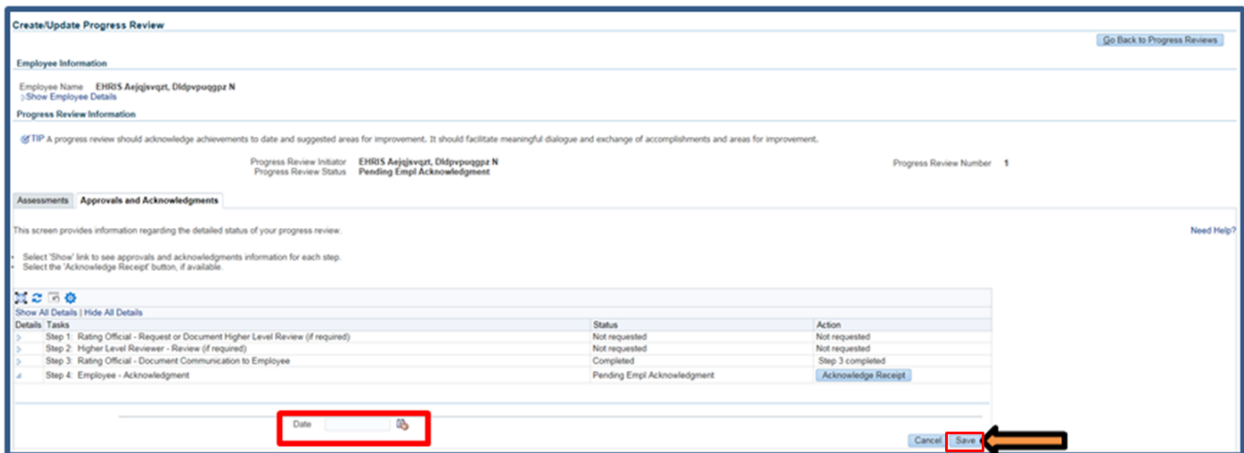 Create/Update Progress Review
Go Back to Progress Reviews
Employee Information
Employee Name EHRIS Aejqjsvqzt, Dldpvpuqgpz N
Show Employee Details
Progress Review Information
TIP A progress review should acknowledge achievements to date and suggested areas for improvement. It should facilitate meaningful dialogue and exchange of accomplishments and areas for improvement.
Progress Review Initiator EHRIS Aejqjsvqzt, Dldpvpuqgpz N Progress Review Number 1
Progress Review Status Pending Empl Acknowledgment
Assessments Approvals and Acknowledgments
This screen provides information regarding the detailed status of your progress review. Need Help?
• Select 'Show' link to see approvals and acknowledgments information for each step.
• Select the 'Acknowledge Receipt' button, if available.
Show All Details | Hide All Details
Details Tasks Status Action
Step 1: Rating Official - Request or Document Higher Level Review (if required) Not requested Not requested
Step 2: Higher Level Reviewer - Review (if required) Not requested Not requested
Step 3: Rating Official - Document Communication to Employee Completed Step 3 completed
Step 4: Employee - Acknowledgment Pending Empl Acknowledgment Acknowledge Receipt
Date
Cancel Save